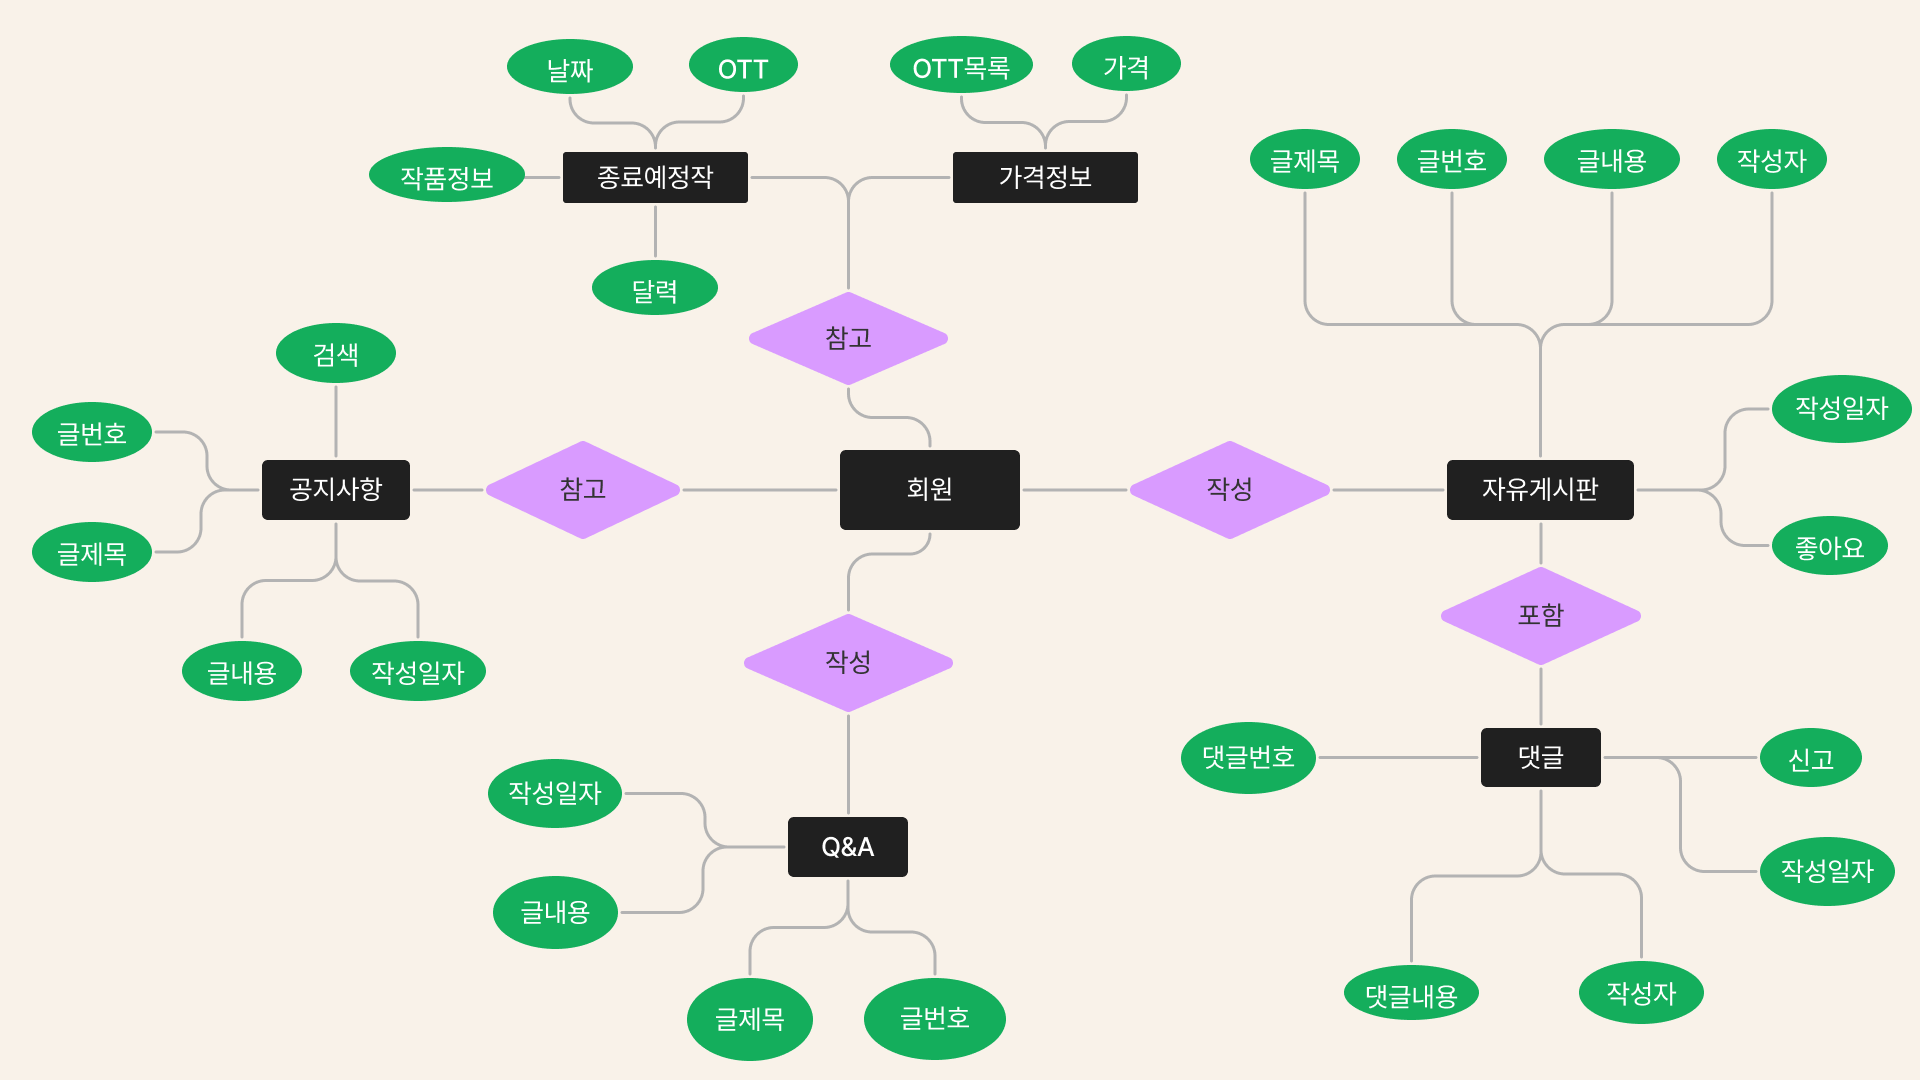 날짜
OTT
OTT목록
가격
작품정보
종료예정작
가격정보
글제목
글번호
글내용
작성자
달력
참고
검색
작성일자
글번호
공지사항
참고
회원
작성
자유게시판
글제목
좋아요
포함
글내용
작성일자
작성
댓글번호
댓글
신고
작성일자
Q&A
작성일자
글내용
댓글내용
작성자
글제목
글번호